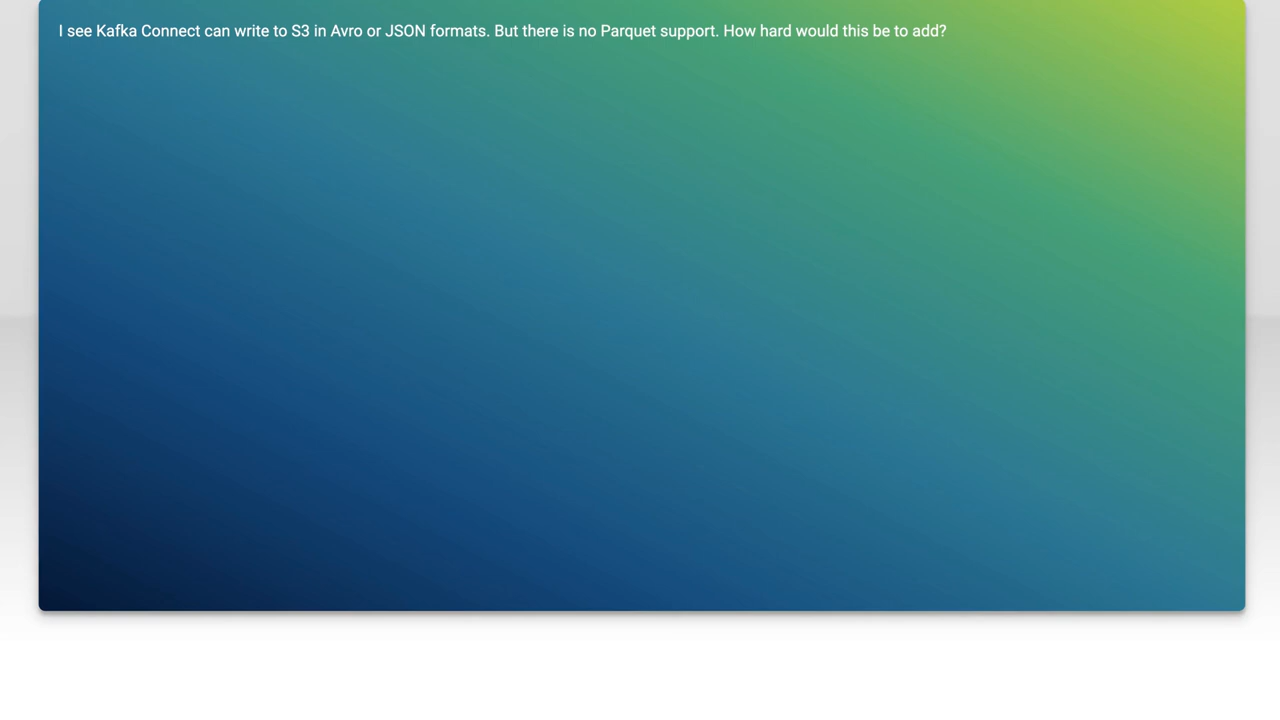 I see Kafka Connect can write to S3 in Avro or JSON formats. But there is no Parquet support. How hard would this be to add?